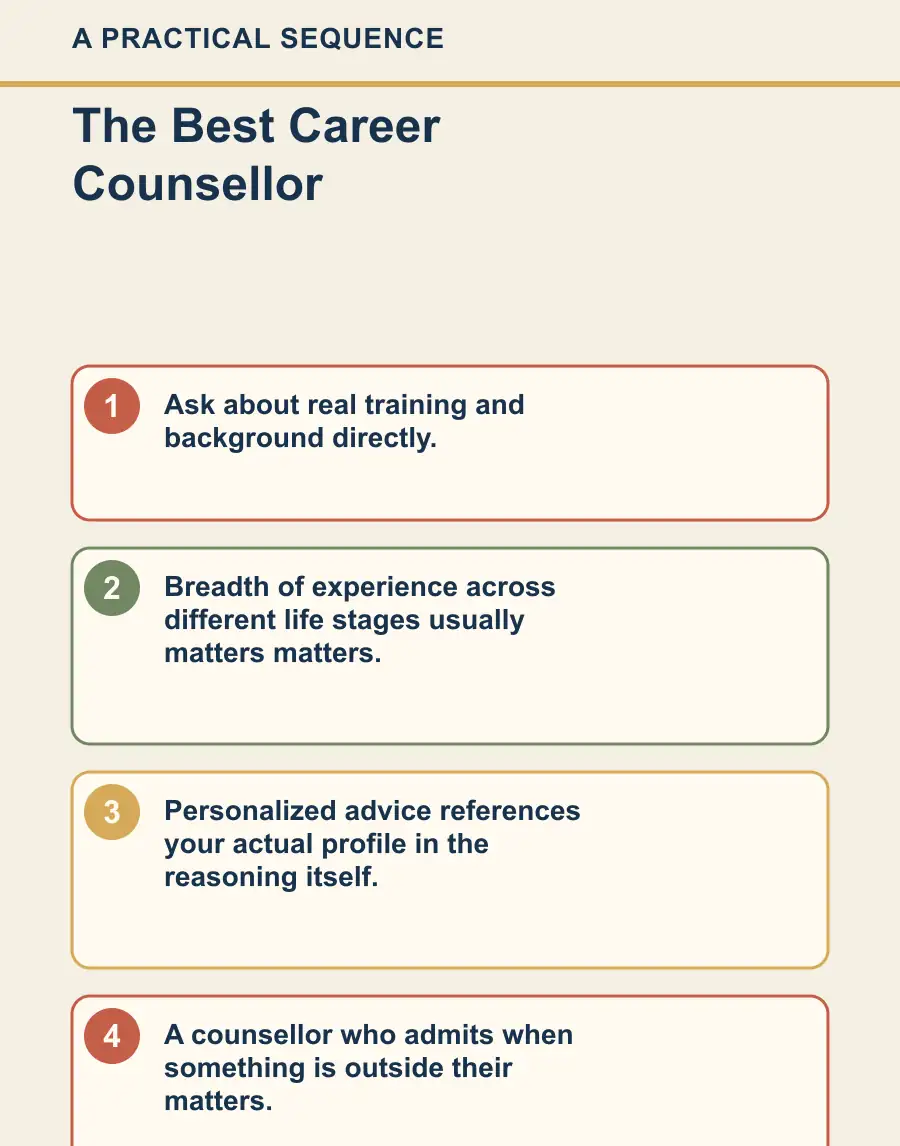 A PRACTICAL SEQUENCE
The Best Career
Counsellor
1
Ask about real training and
background directly.
2
Breadth of experience across
different life stages usually
matters matters.
3
Personalized advice references
your actual profile in the
reasoning itself.
4
A counsellor who admits when
something is outside their
matters.